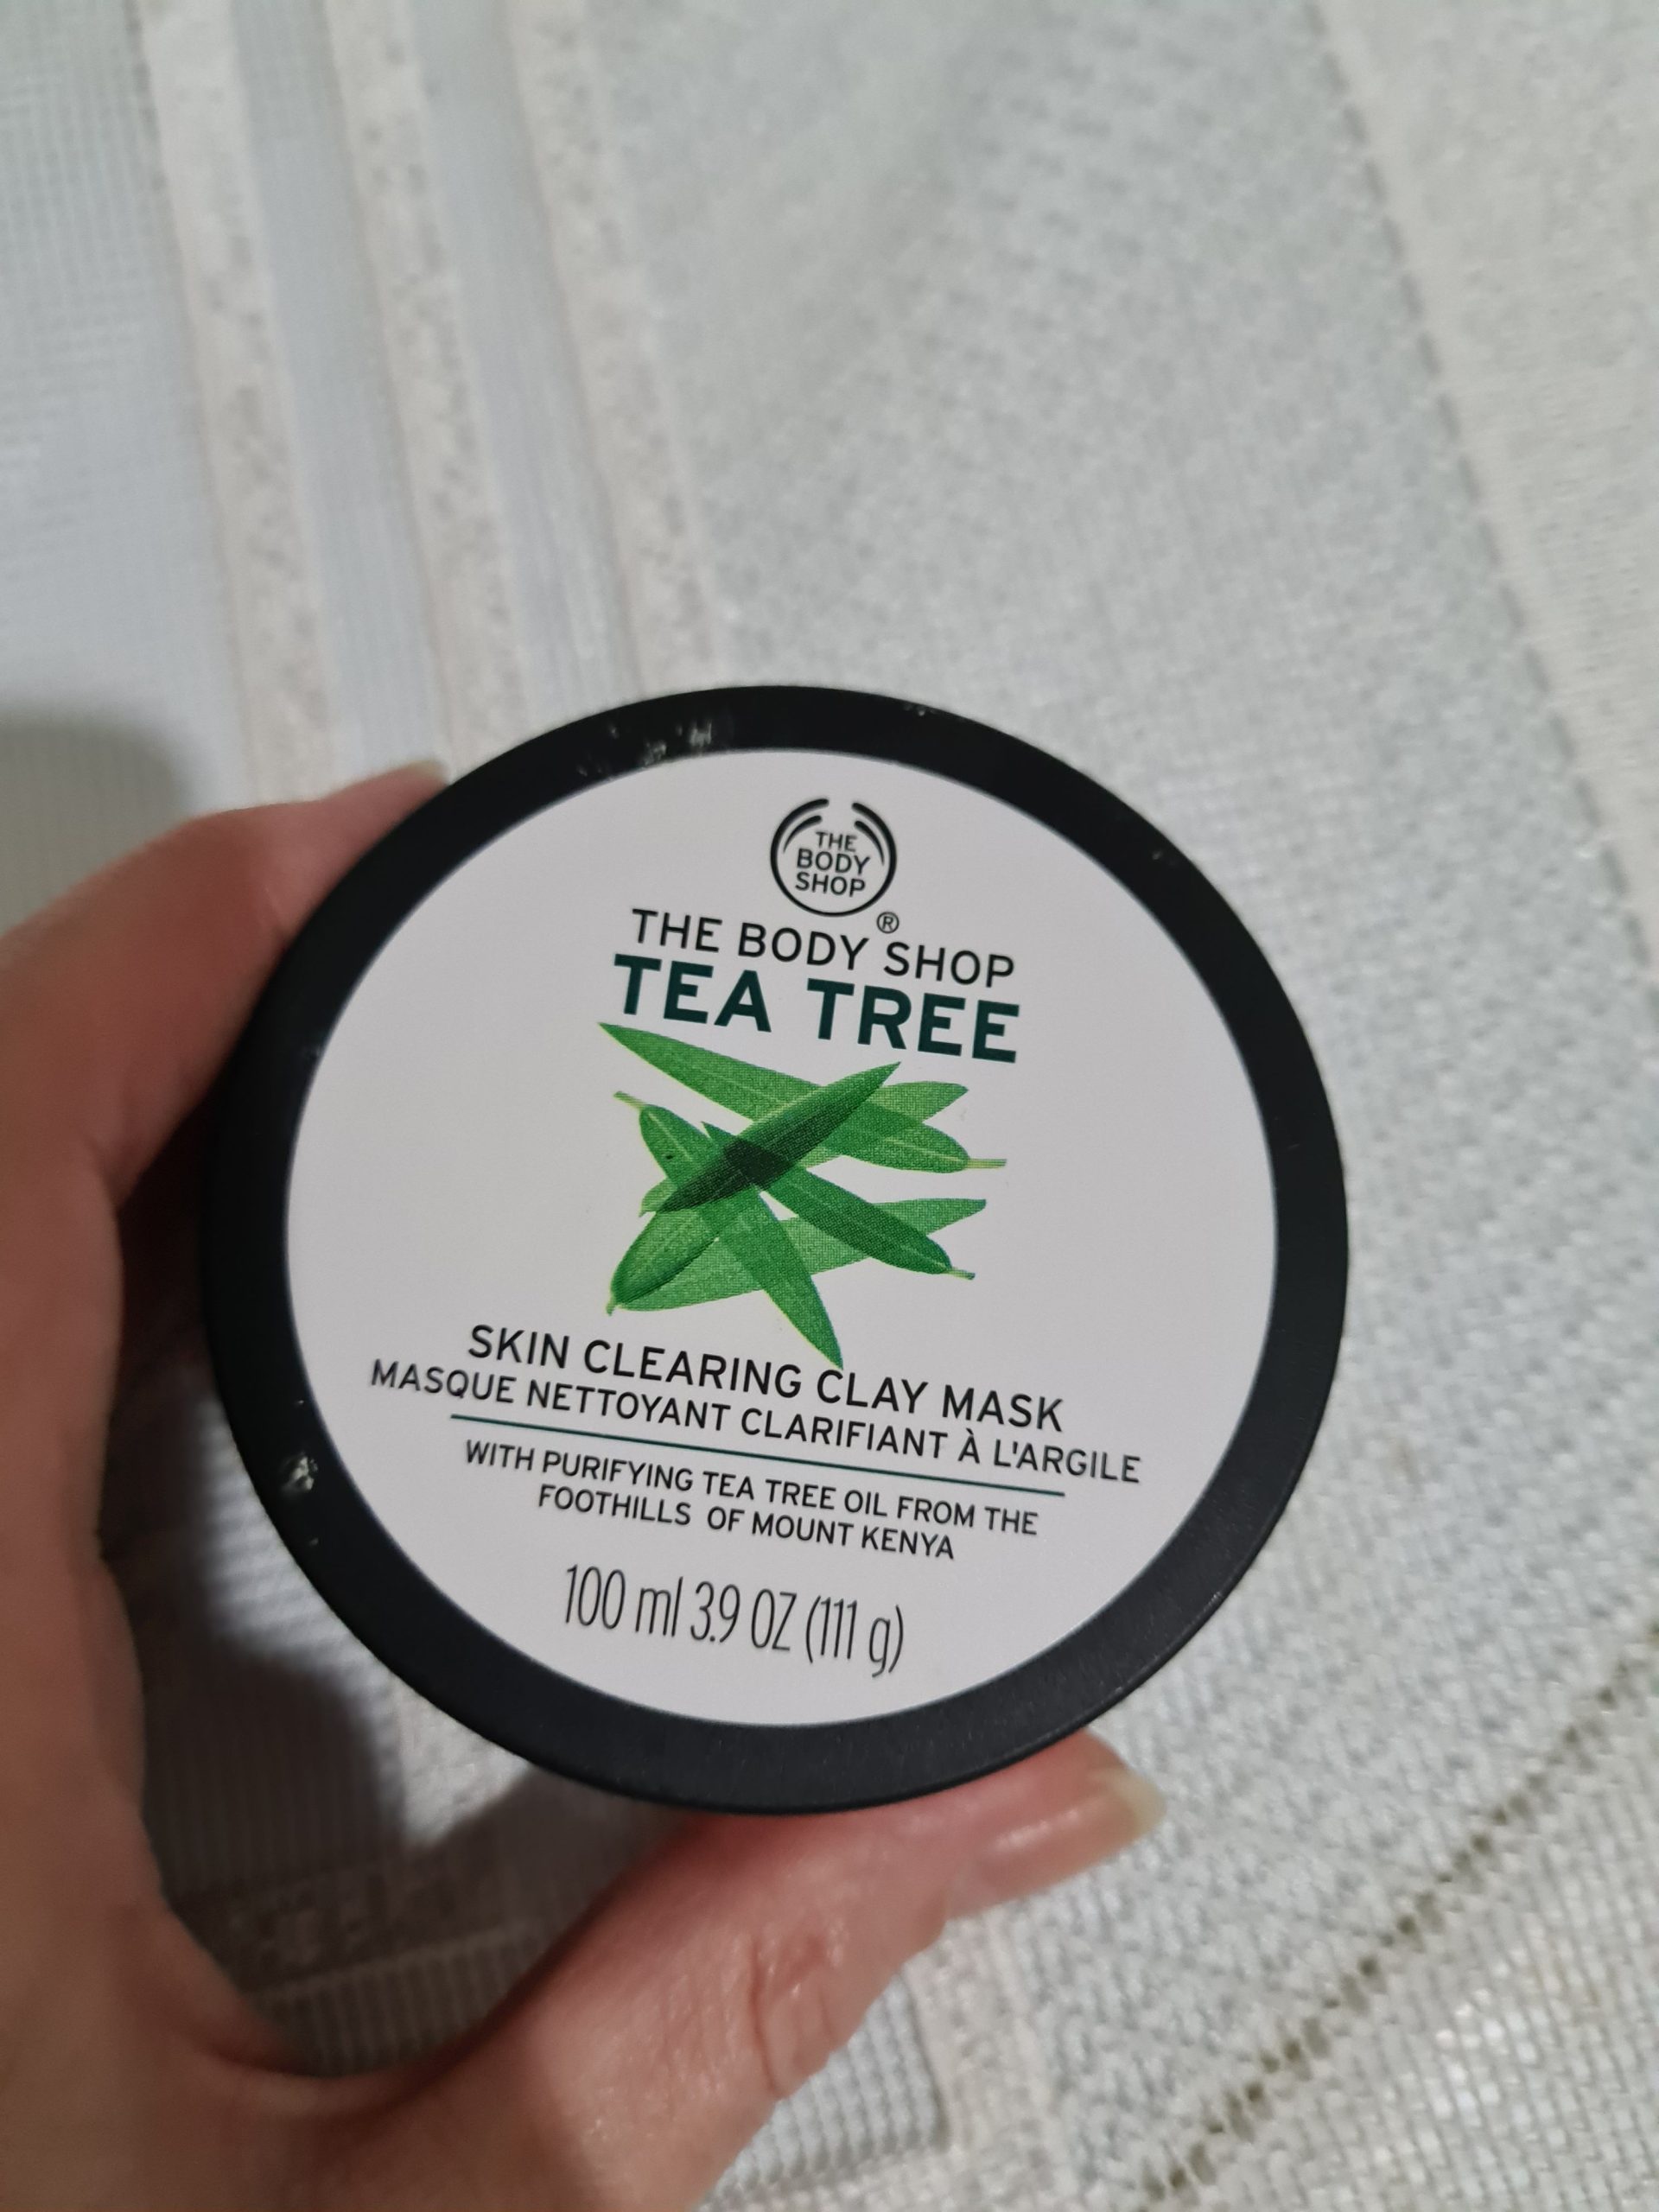 THE
BODY
SHOP
®
THE BODY SHOP
TEA TREE
SKIN CLEARING CLAY MASK
MASQUE NETTOYANT CLARIFIANT À L'ARGILE
WITH PURIFYING TEA TREE OIL FROM THE
FOOTHILLS OF MOUNT KENYA
100 ml 3.9 OZ (111 g)